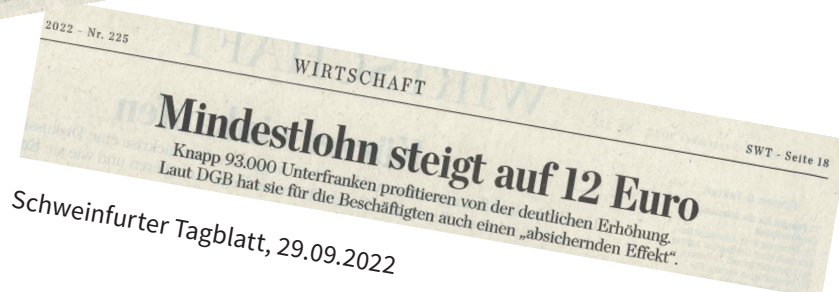 2022 - Nr. 225
WIRTSCHAFT
SWT - Seite 18
Mindestlohn steigt auf 12 Euro
Knapp 93.000 Unterfranken profitieren von der deutlichen Erhöhung.
Laut DGB hat sie für die Beschäftigten auch einen „absichernden Effekt“.
Schweinfurter Tagblatt, 29.09.2022